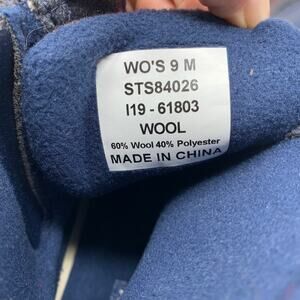 WO'S 9 M
STS84026
I19 - 61803
WOOL
60% Wool 40% Polyester
MADE IN CHINA